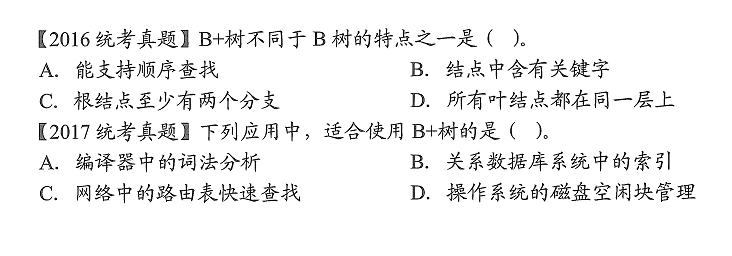 【2016 统考真题】B+树不同于 B 树的特点之一是（ ）。
A. 能支持顺序查找 B. 结点中含有关键字
C. 根结点至少有两个分支 D. 所有叶结点都在同一层上
【2017 统考真题】下列应用中，适合使用 B+树的是（ ）。
A. 编译器中的词法分析 B. 关系数据库系统中的索引
C. 网络中的路由表快速查找 D. 操作系统的磁盘空闲块管理